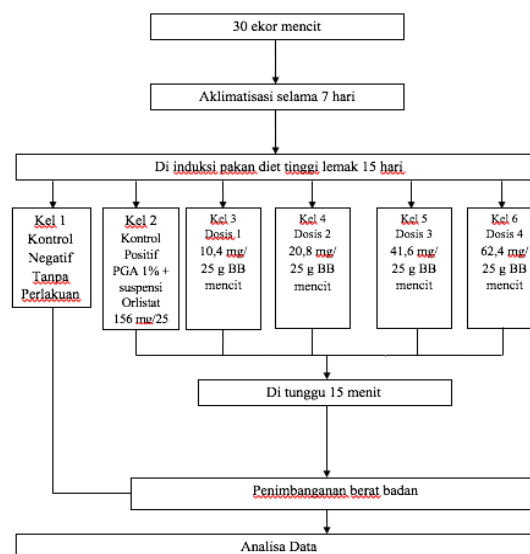 30 ekor mencit
Aklimatisasi selama 7 hari
Di induksi pakan diet tinggi lemak 15 hari
Kel 1
Kontrol
Negatif
Tanpa
Perlakuan
Kel 2
Kontrol
Positif
PGA 1% +
suspensi
Orlistat
156 mg/25
Kel 3
Dosis 1
10,4 mg/
25 g BB
mencit
Kel 4
Dosis 2
20,8 mg/
25 g BB
mencit
Kel 5
Dosis 3
41,6 mg/
25 g BB
mencit
Kel 6
Dosis 4
62,4 mg/
25 g BB
mencit
Di tunggu 15 menit
Penimbanganan berat badan
Analisa Data